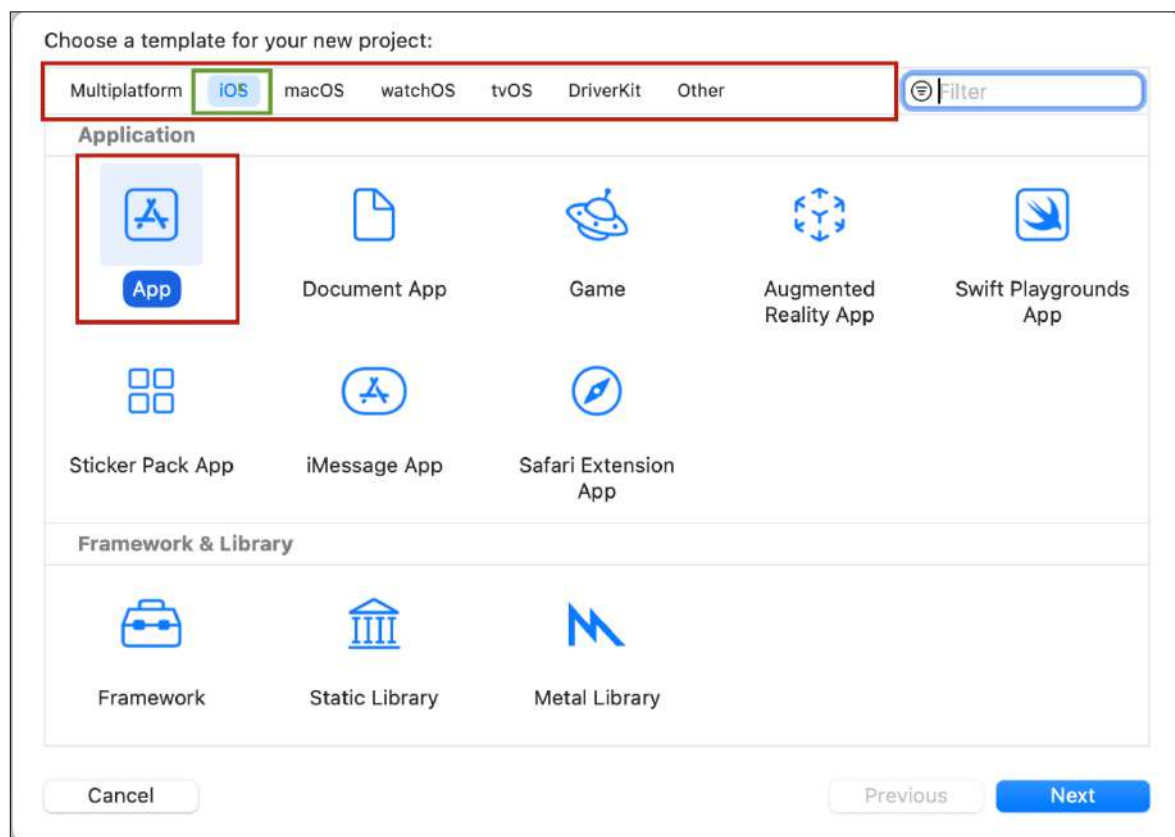 Choose a template for your new project:
Multiplatform iOS macOS watchOS tvOS DriverKit Other Filter
Application
App Document App Game Augmented Reality App Swift Playgrounds App
Sticker Pack App iMessage App Safari Extension App
Framework & Library
Framework Static Library Metal Library
Cancel Previous Next